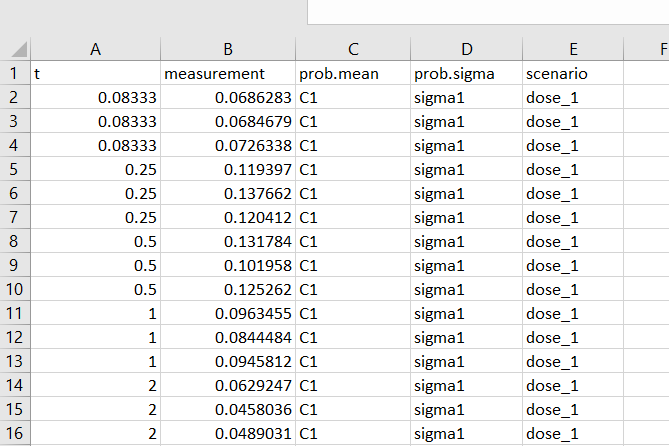 A B C D E F
1 t measurement prob.mean prob.sigma scenario
2 0.08333 0.0686283 C1 sigma1 dose_1
3 0.08333 0.0684679 C1 sigma1 dose_1
4 0.08333 0.0726338 C1 sigma1 dose_1
5 0.25 0.119397 C1 sigma1 dose_1
6 0.25 0.137662 C1 sigma1 dose_1
7 0.25 0.120412 C1 sigma1 dose_1
8 0.5 0.131784 C1 sigma1 dose_1
9 0.5 0.101958 C1 sigma1 dose_1
10 0.5 0.125262 C1 sigma1 dose_1
11 1 0.0963455 C1 sigma1 dose_1
12 1 0.0844484 C1 sigma1 dose_1
13 1 0.0945812 C1 sigma1 dose_1
14 2 0.0629247 C1 sigma1 dose_1
15 2 0.0458036 C1 sigma1 dose_1
16 2 0.0489031 C1 sigma1 dose_1